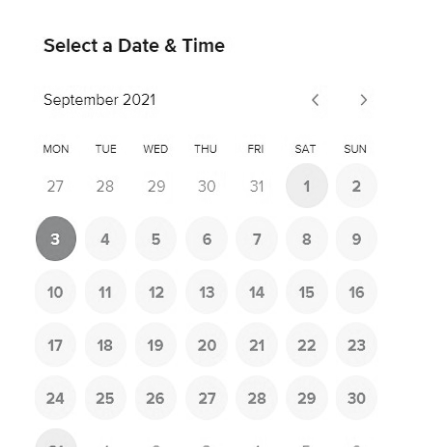 Select a Date & Time
September 2021
MON TUE WED THU FRI SAT SUN
27 28 29 30 31 1 2
3 4 5 6 7 8 9
10 11 12 13 14 15 16
17 18 19 20 21 22 23
24 25 26 27 28 29 30